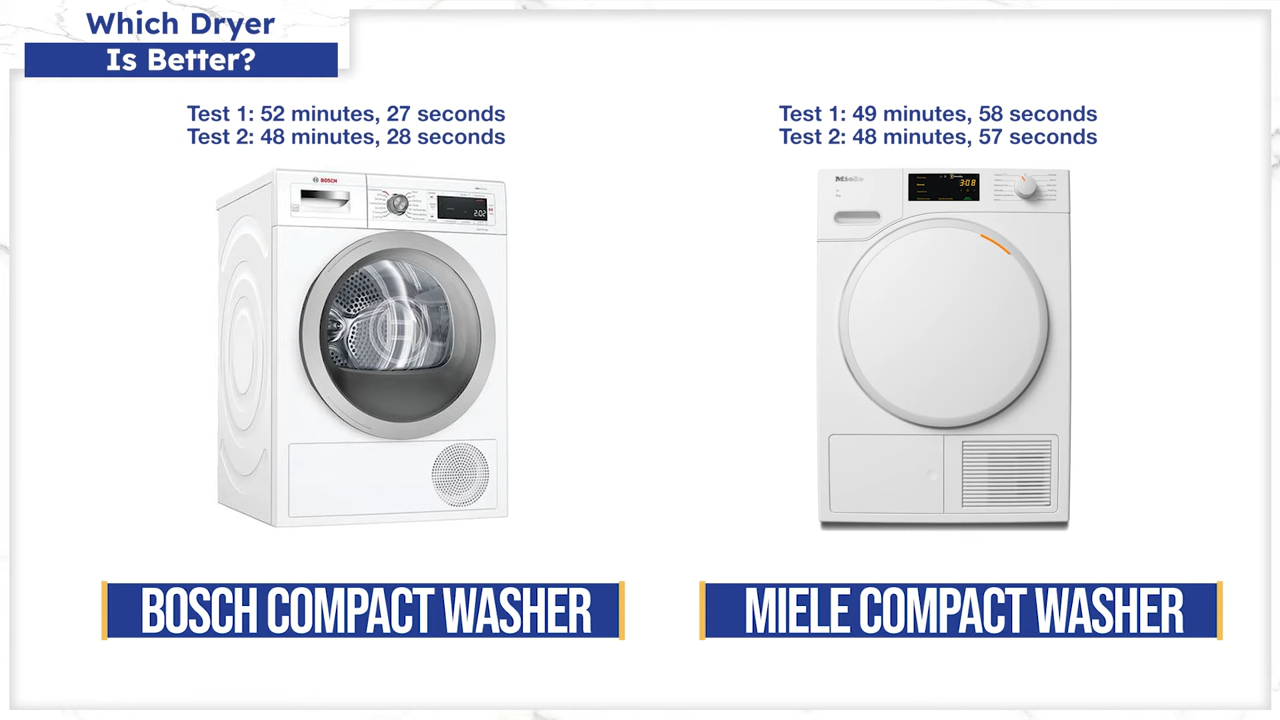 Which Dryer
Is Better?
Test 1: 52 minutes, 27 seconds
Test 2: 48 minutes, 28 seconds
Test 1: 49 minutes, 58 seconds
Test 2: 48 minutes, 57 seconds
BOSCH
2:02
Miele
3:08
BOSCH COMPACT WASHER
MIELE COMPACT WASHER